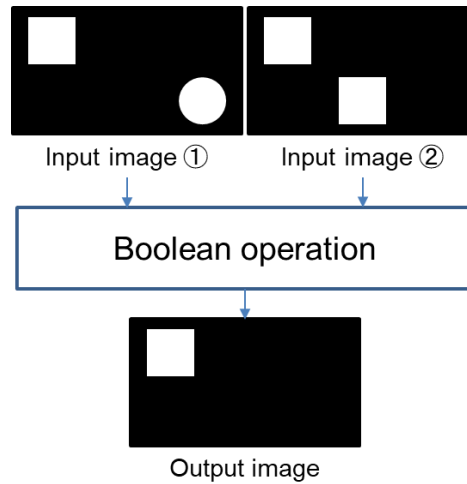 Input image ①
Input image ②
Boolean operation
Output image